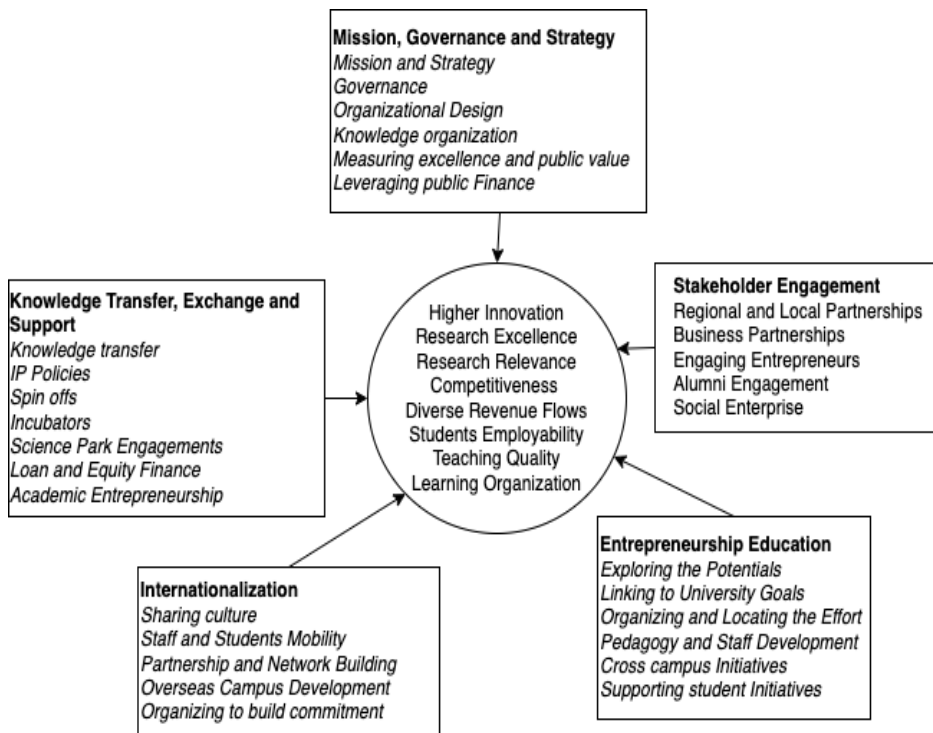 Mission, Governance and Strategy
Mission and Strategy
Governance
Organizational Design
Knowledge organization
Measuring excellence and public value
Leveraging public Finance
Knowledge Transfer, Exchange and
Support
Knowledge transfer
IP Policies
Spin offs
Incubators
Science Park Engagements
Loan and Equity Finance
Academic Entrepreneurship
Higher Innovation
Research Excellence
Research Relevance
Competitiveness
Diverse Revenue Flows
Students Employability
Teaching Quality
Learning Organization
Stakeholder Engagement
Regional and Local Partnerships
Business Partnerships
Engaging Entrepreneurs
Alumni Engagement
Social Enterprise
Internationalization
Sharing culture
Staff and Students Mobility
Partnership and Network Building
Overseas Campus Development
Organizing to build commitment
Entrepreneurship Education
Exploring the Potentials
Linking to University Goals
Organizing and Locating the Effort
Pedagogy and Staff Development
Cross campus Initiatives
Supporting student Initiatives